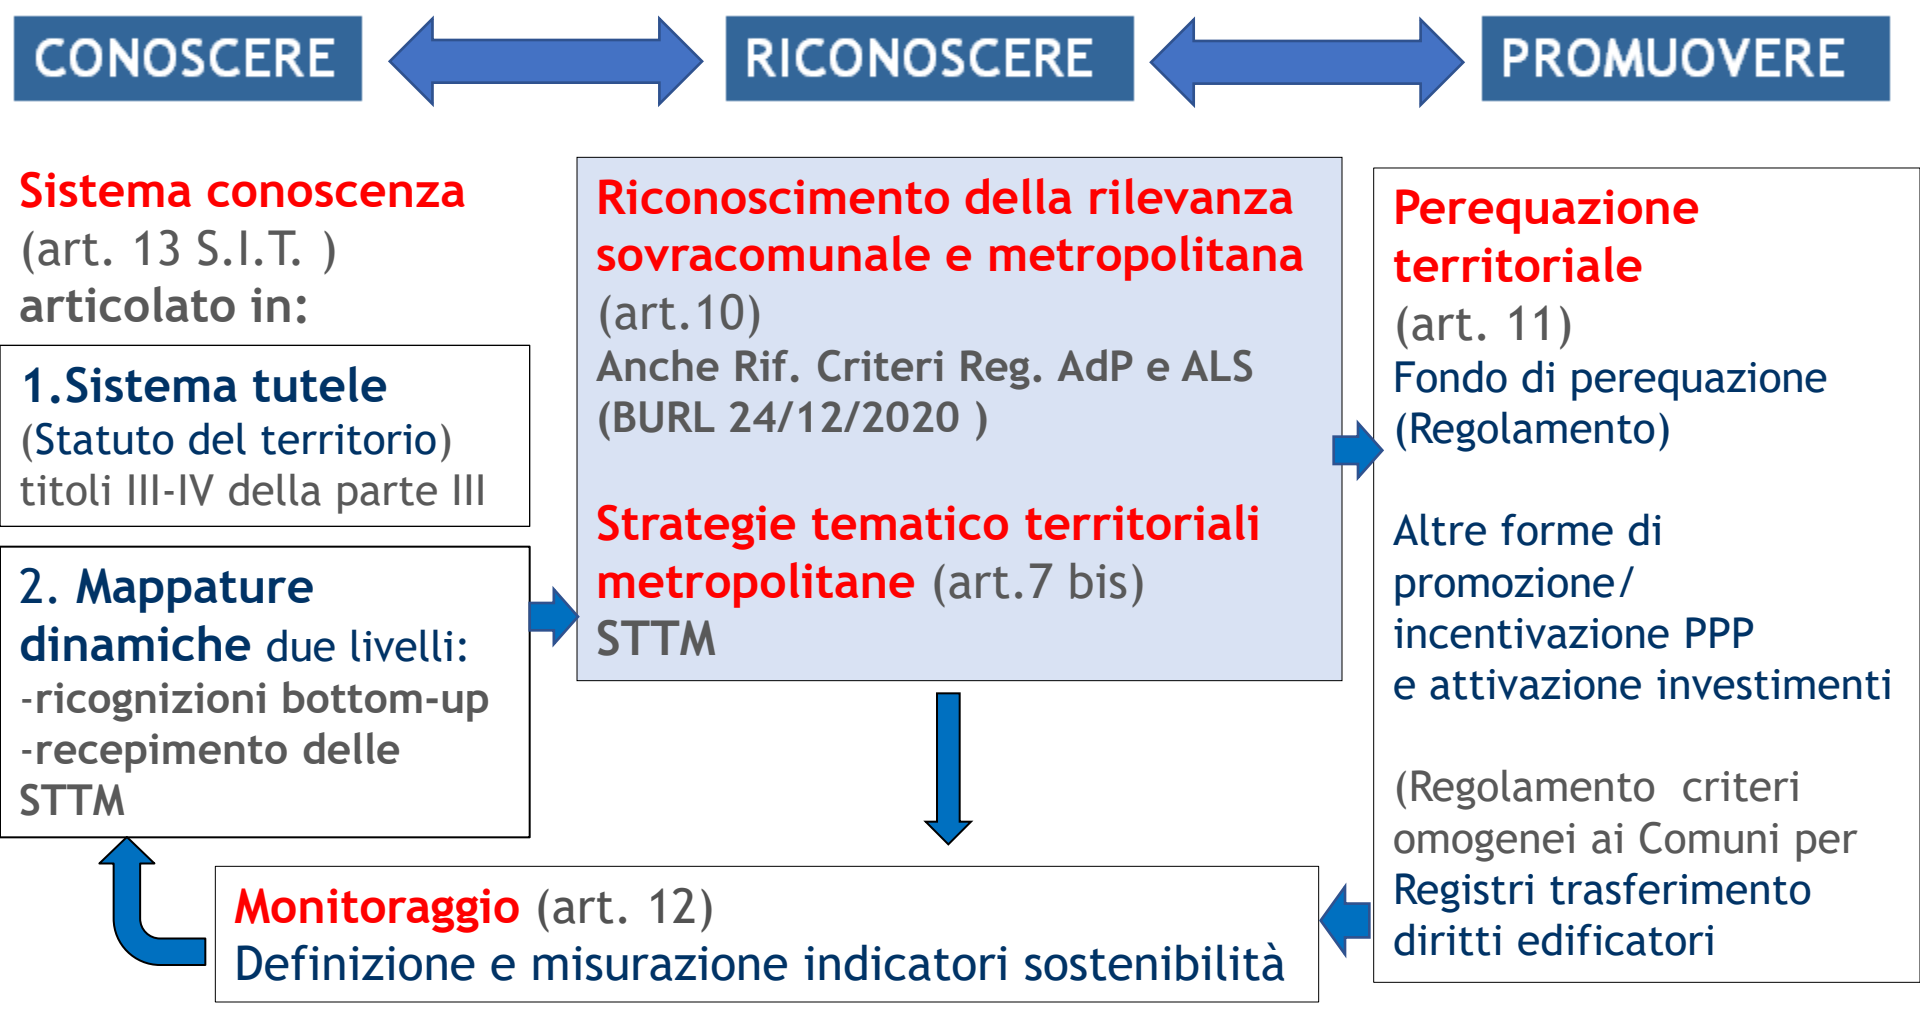 CONOSCERE
RICONOSCERE
PROMUOVERE
Sistema conoscenza
(art. 13 S.I.T. )
articolato in:
1.Sistema tutele
(Statuto del territorio)
titoli III-IV della parte III
2. Mappature
dinamiche due livelli:
-ricognizioni bottom-up
-recepimento delle
STTM
Riconoscimento della rilevanza
sovracomunale e metropolitana
(art.10)
Anche Rif. Criteri Reg. AdP e ALS
(BURL 24/12/2020 )
Strategie tematico territoriali
metropolitane (art.7 bis)
STTM
Perequazione
territoriale
(art. 11)
Fondo di perequazione
(Regolamento)
Altre forme di
promozione/
incentivazione PPP
e attivazione investimenti
(Regolamento  criteri
omogenei ai Comuni per
Registri trasferimento
diritti edificatori
Monitoraggio (art. 12)
Definizione e misurazione indicatori sostenibilità